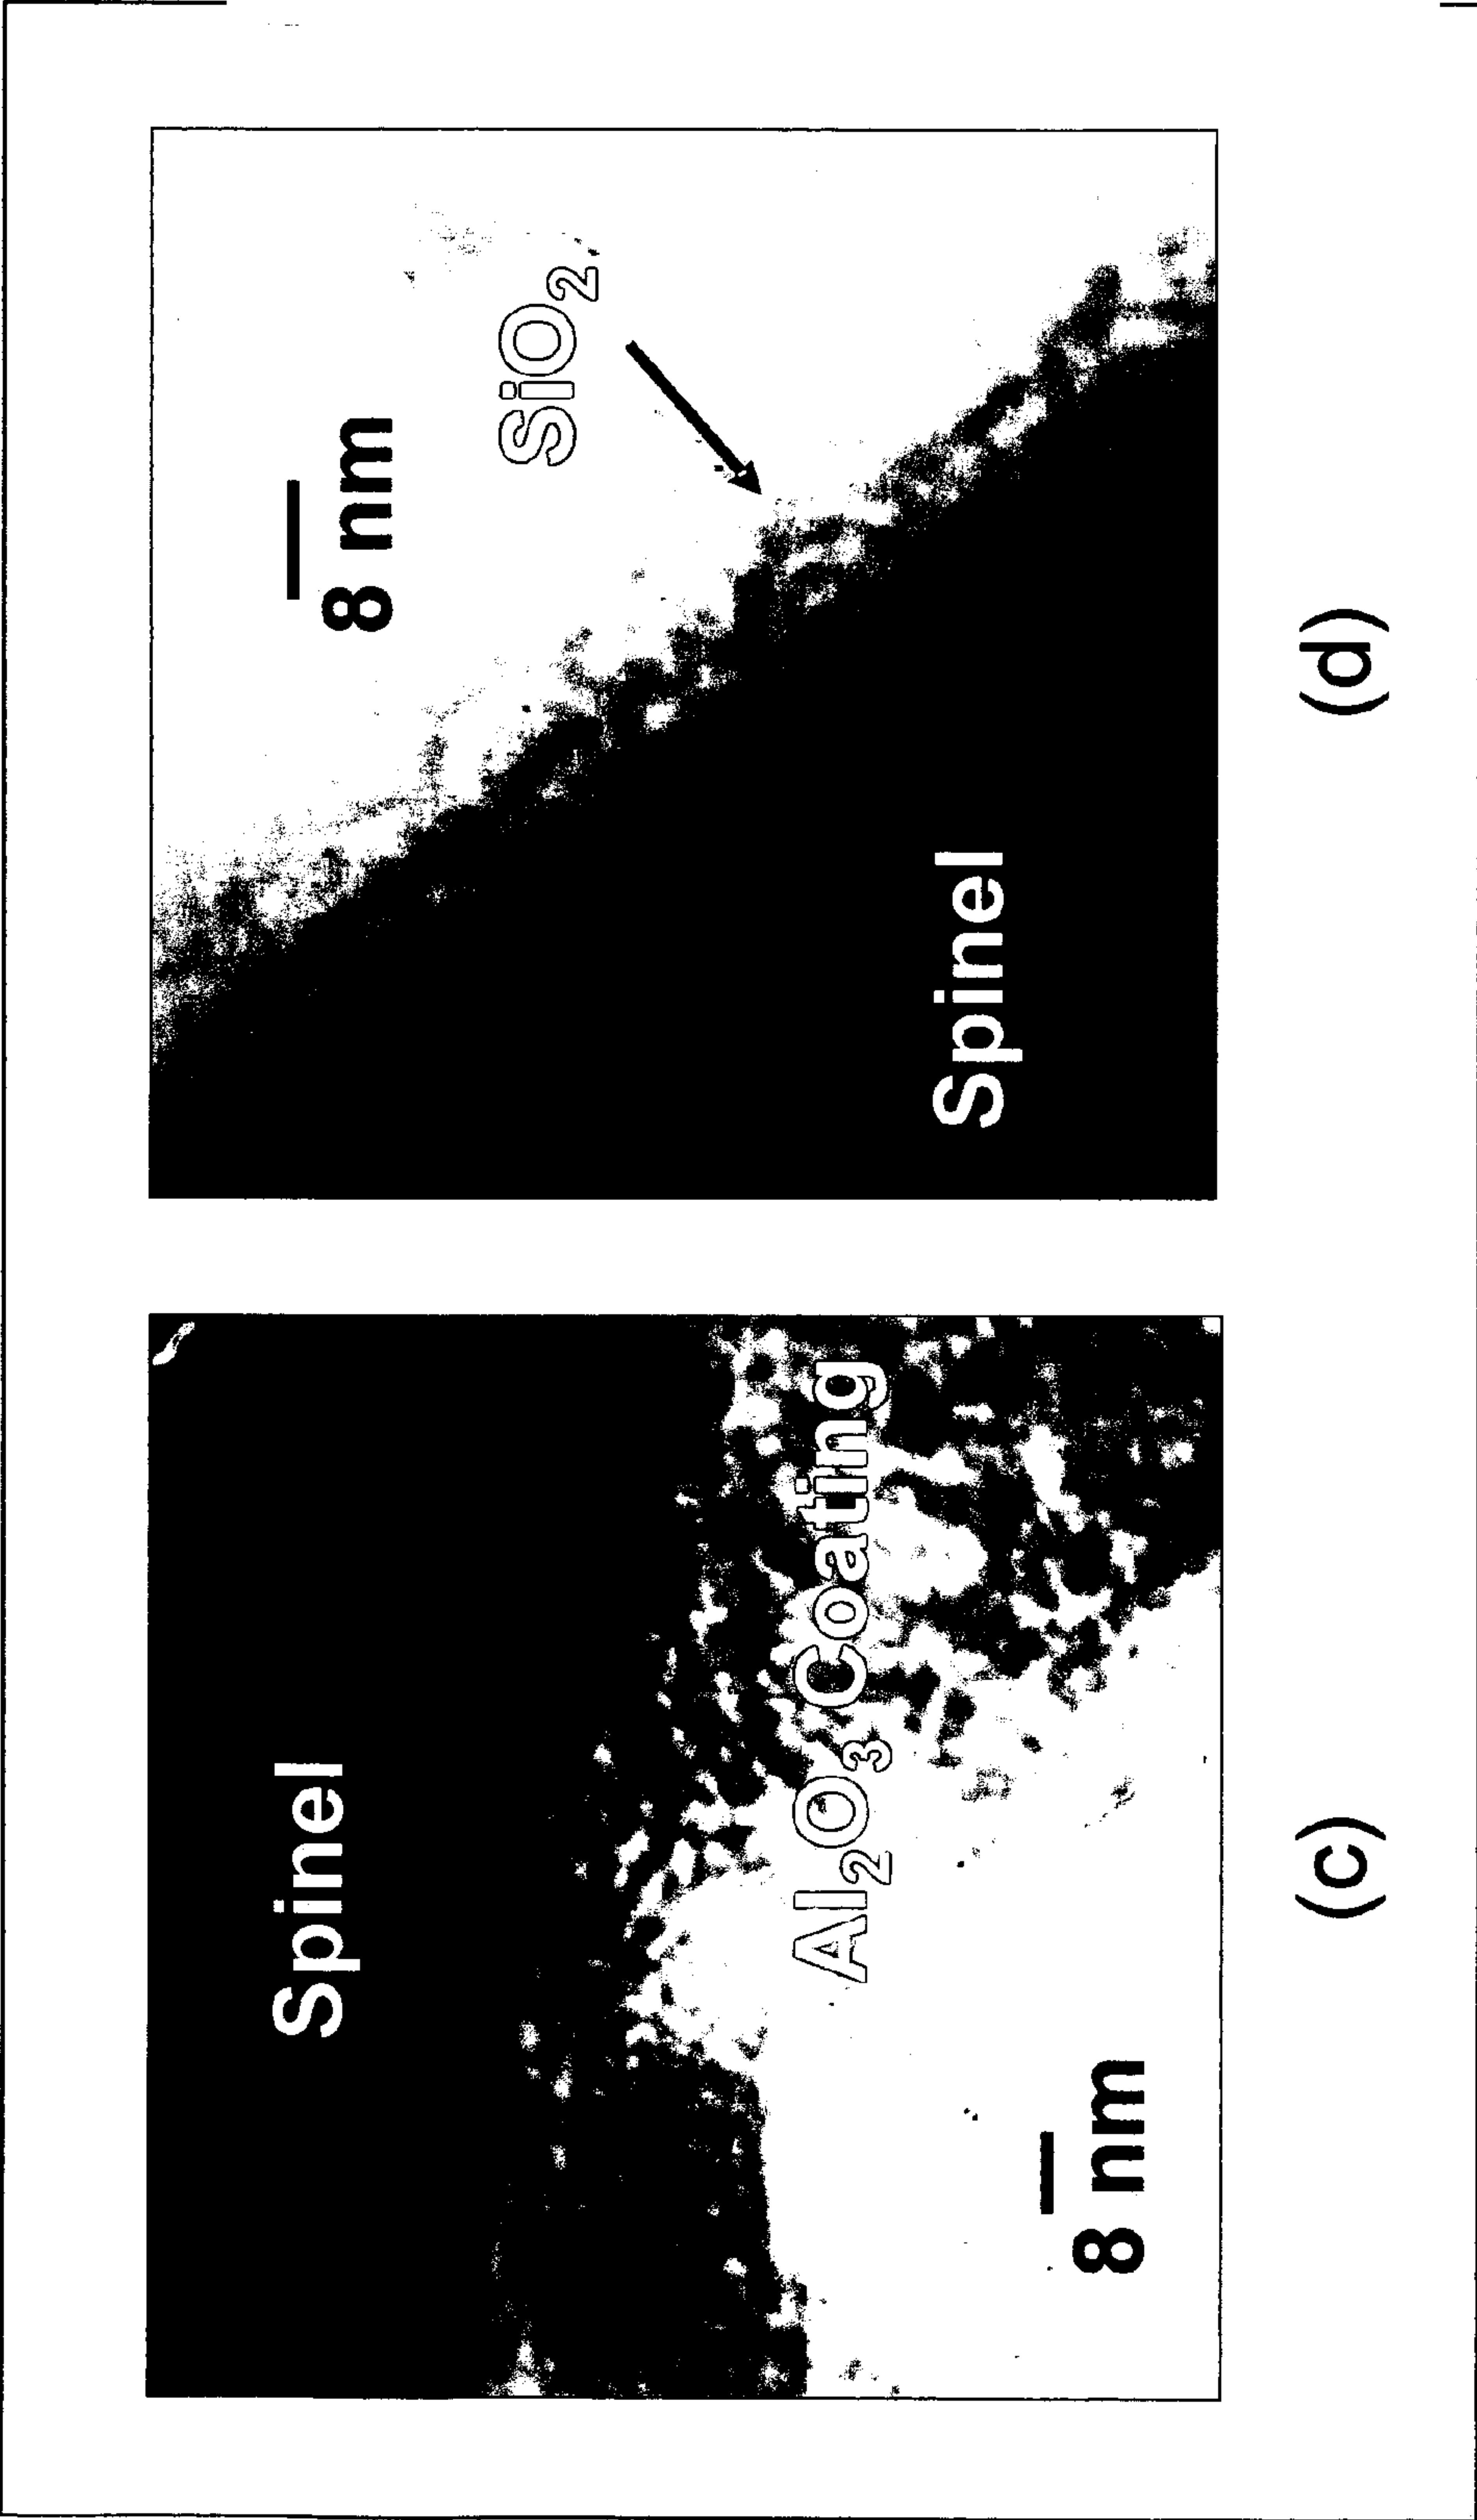 Spinel
Al₂O₃ Coating
8 nm
(c)
8 nm
SiO₂
Spinel
(d)